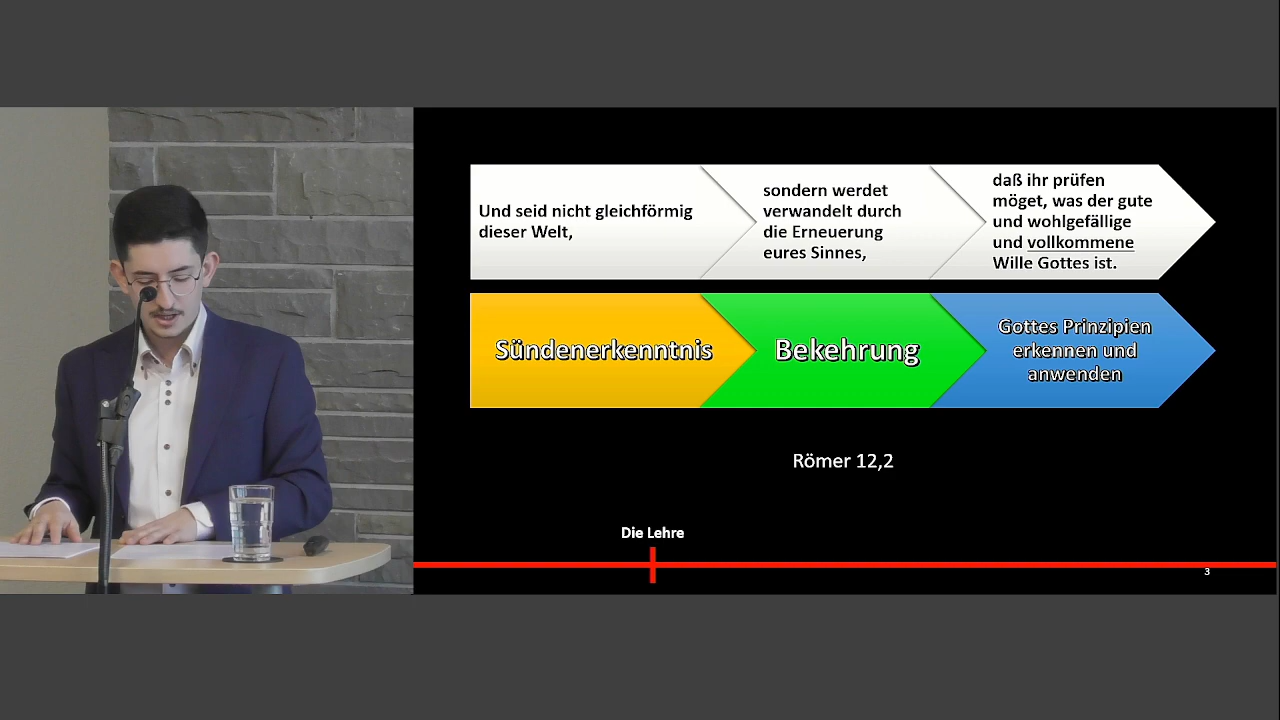 Und seid nicht gleichförmig
dieser Welt,
sondern werdet
verwandelt durch
die Erneuerung
eures Sinnes,
daß ihr prüfen
möget, was der gute
und wohlgefällige
und vollkommene
Wille Gottes ist.
Sündenerkenntnis
Bekehrung
Gottes Prinzipien
erkennen und
anwenden
Römer 12,2
Die Lehre
3